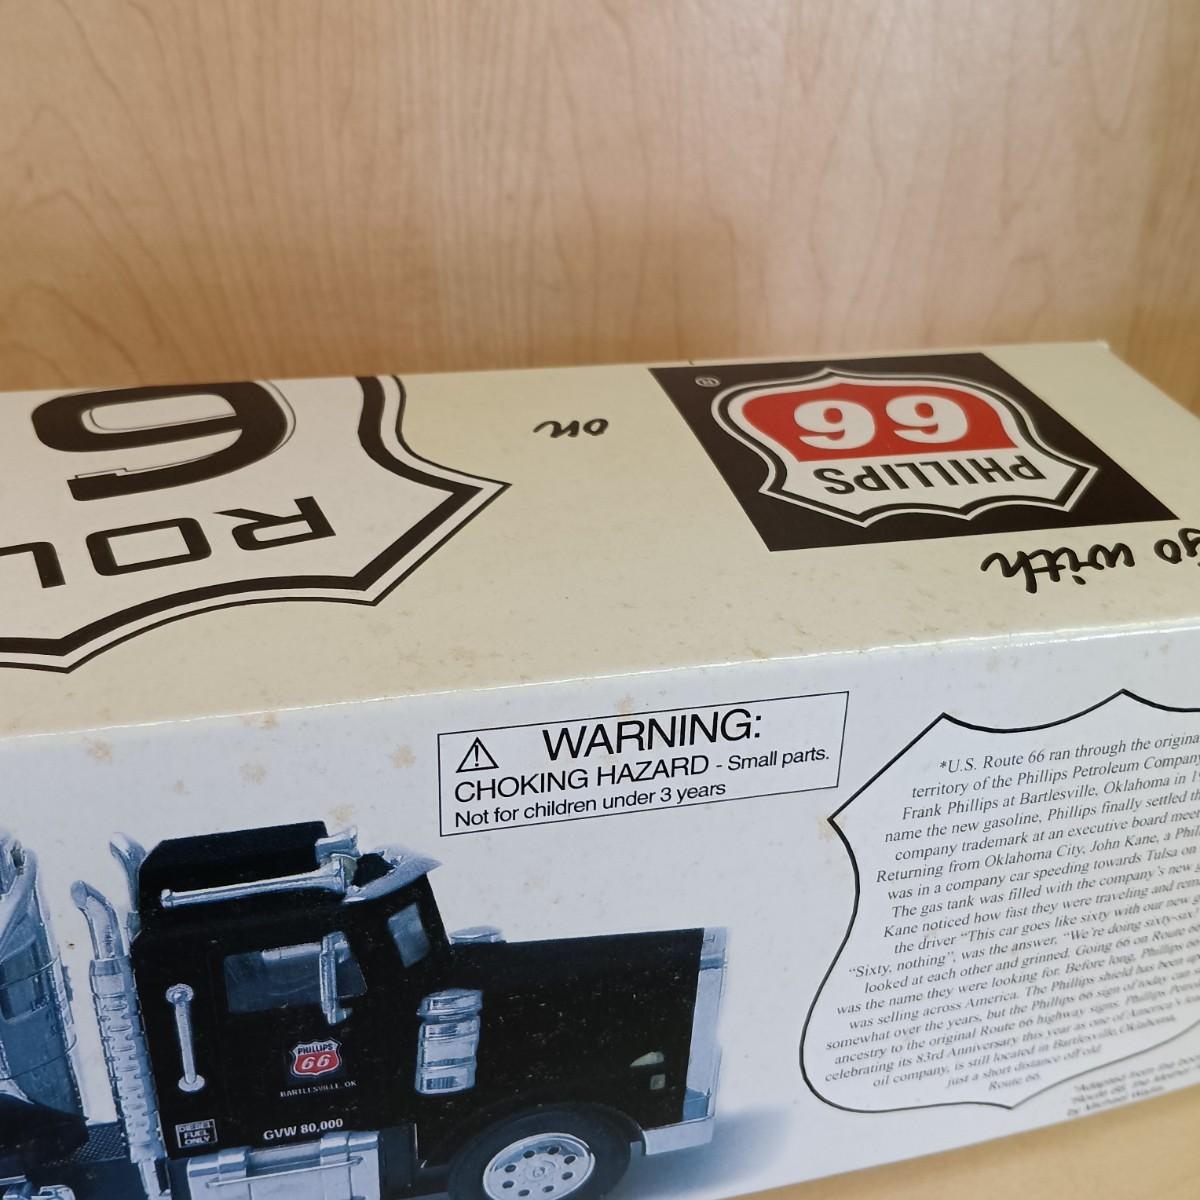 go with
PHILLIPS
66
®
on
ROU
6
WARNING:
CHOKING HAZARD - Small parts.
Not for children under 3 years
*U.S. Route 66 ran through the origina
territory of the Phillips Petroleum Company
Frank Phillips at Bartlesville, Oklahoma in 19
name the new gasoline, Phillips finally settled th
company trademark at an executive board meet
Returning from Oklahoma City, John Kane, a Phil
was in a company car speeding towards Tulsa on
The gas tank was filled with the company's new g
Kane noticed how fast they were traveling and rem
the driver "This car goes like sixty with our new g
"Sixty, nothing", was the answer, "We're doing sixty-six
looked at each other and grinned. Going 66 on Route 6
was the name they were looking for. Before long, Phillips 66
was selling across America. The Phillips shield has been
somewhat over the years, but the Phillips 66 sign of today can
ancestry to the original Route 66 highway signs. Phillips
celebrating its 83rd Anniversary this year as one of America's
oil company, is still located in Bartlesville, Oklahoma,
just a short distance off old
Route 66.
by Michael
PHILLIPS
66
BARTLESVILLE, OK
DIESEL
FUEL
ONLY
GVW 80,000